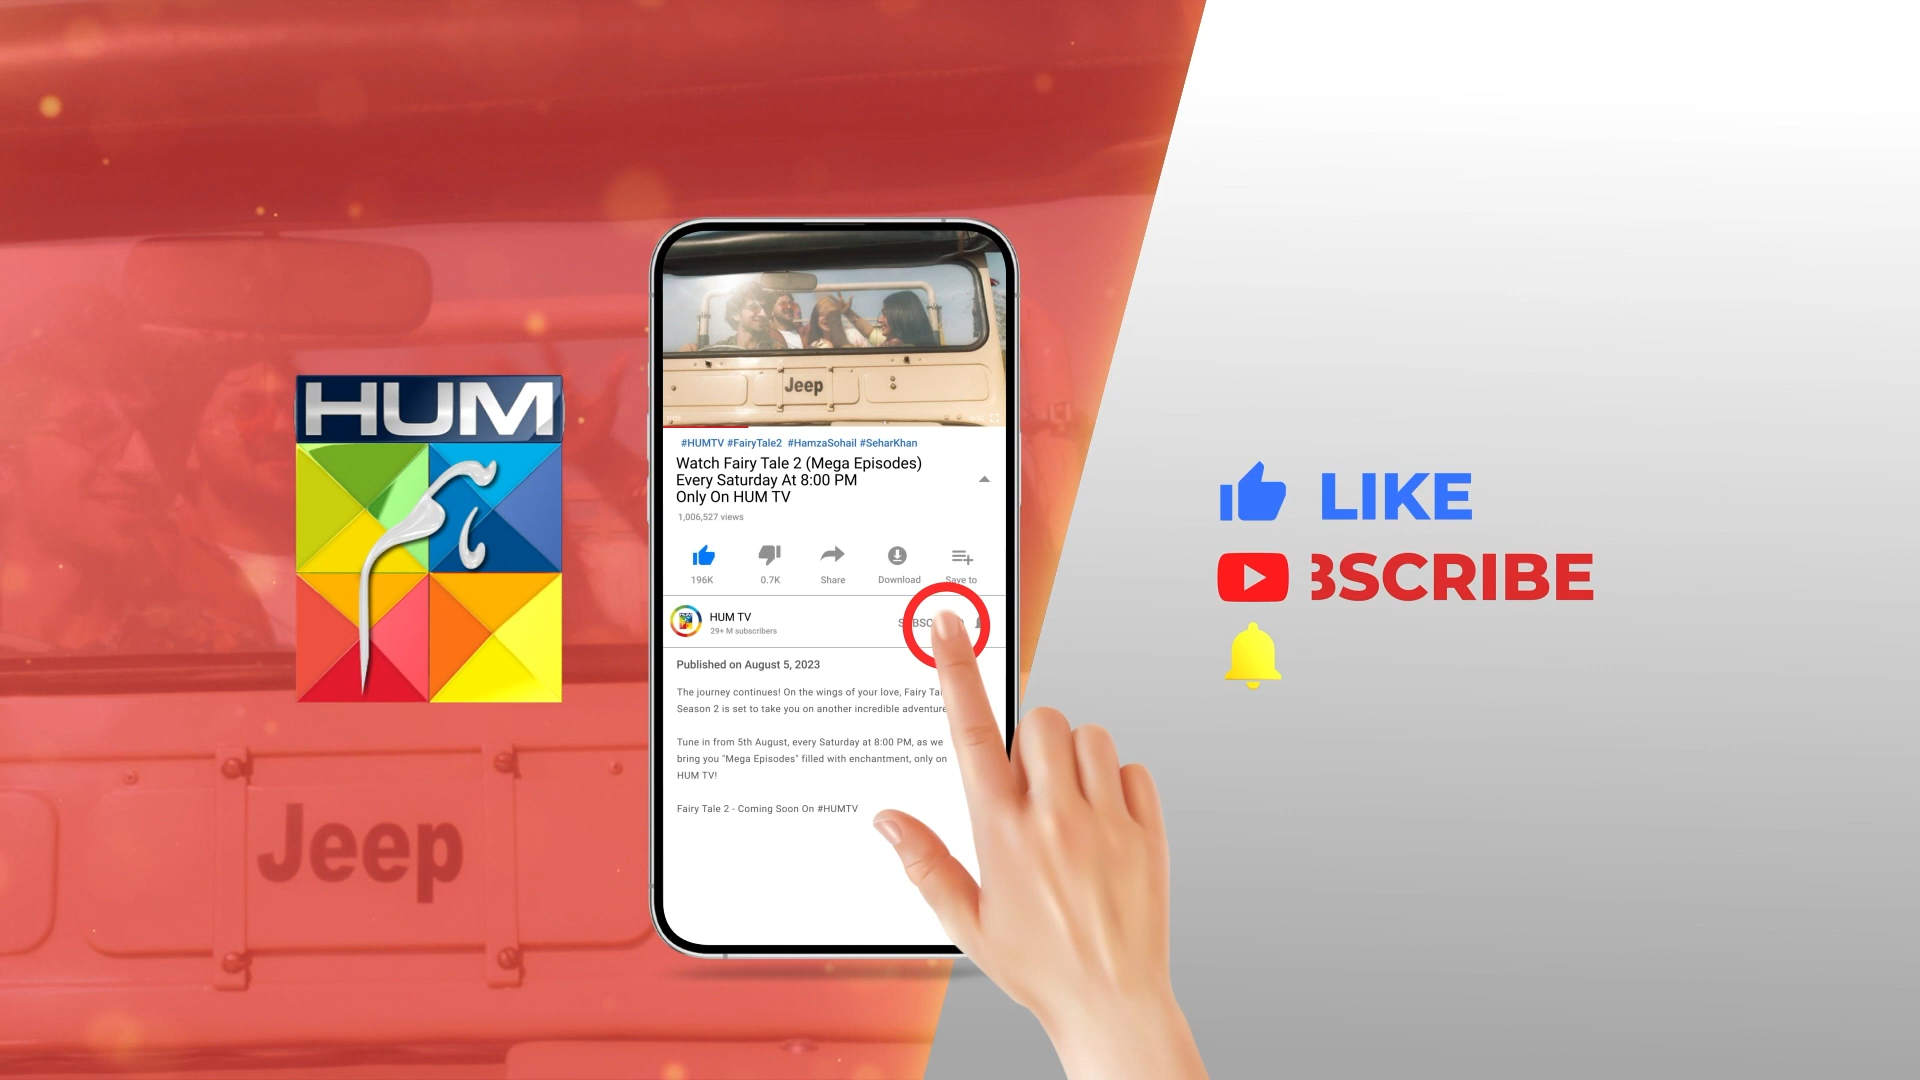 HUM
Jeep
Jeep
#HUMTV #FairyTale2 #HamzaSohail #SeharKhan
Watch Fairy Tale 2 (Mega Episodes)
Every Saturday At 8:00 PM
Only On HUM TV
1,006,527 views
196K
0.7K
Share
Download
Save to
HUM TV
29+ M subscribers
Published on August 5, 2023
The journey continues! On the wings of your love, Fairy
Season 2 is set to take you on another incredible adventure
Tune in from 5th August, every Saturday at 8:00 PM, as we
bring you "Mega Episodes" filled with enchantment, only on
HUM TV!
Fairy Tale 2 - Coming Soon On #HUMTV
LIKE
BSCRIBE